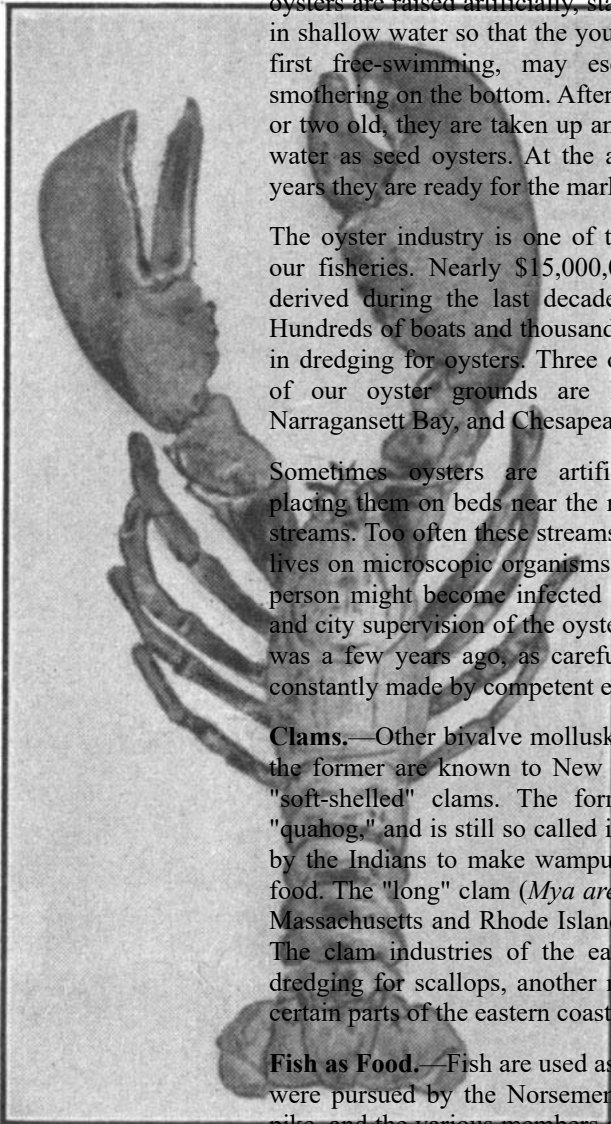 oysters are raised artificially, sta
in shallow water so that the you
first free-swimming, may esc
smothering on the bottom. After
or two old, they are taken up an
water as seed oysters. At the a
years they are ready for the mark
The oyster industry is one of t
our fisheries. Nearly $15,000,0
derived during the last decade
Hundreds of boats and thousand
in dredging for oysters. Three o
of our oyster grounds are
Narragansett Bay, and Chesapea
Sometimes oysters are artifi
placing them on beds near the m
streams. Too often these streams
lives on microscopic organisms
person might become infected
and city supervision of the oyste
was a few years ago, as carefu
constantly made by competent e
Clams.—Other bivalve mollusk
the former are known to New
"soft-shelled" clams. The form
"quahog," and is still so called i
by the Indians to make wampu
food. The "long" clam (Mya are
Massachusetts and Rhode Islan
The clam industries of the ea
dredging for scallops, another m
certain parts of the eastern coast
Fish as Food.—Fish are used as
were pursued by the Norsemen
pike, and the various members